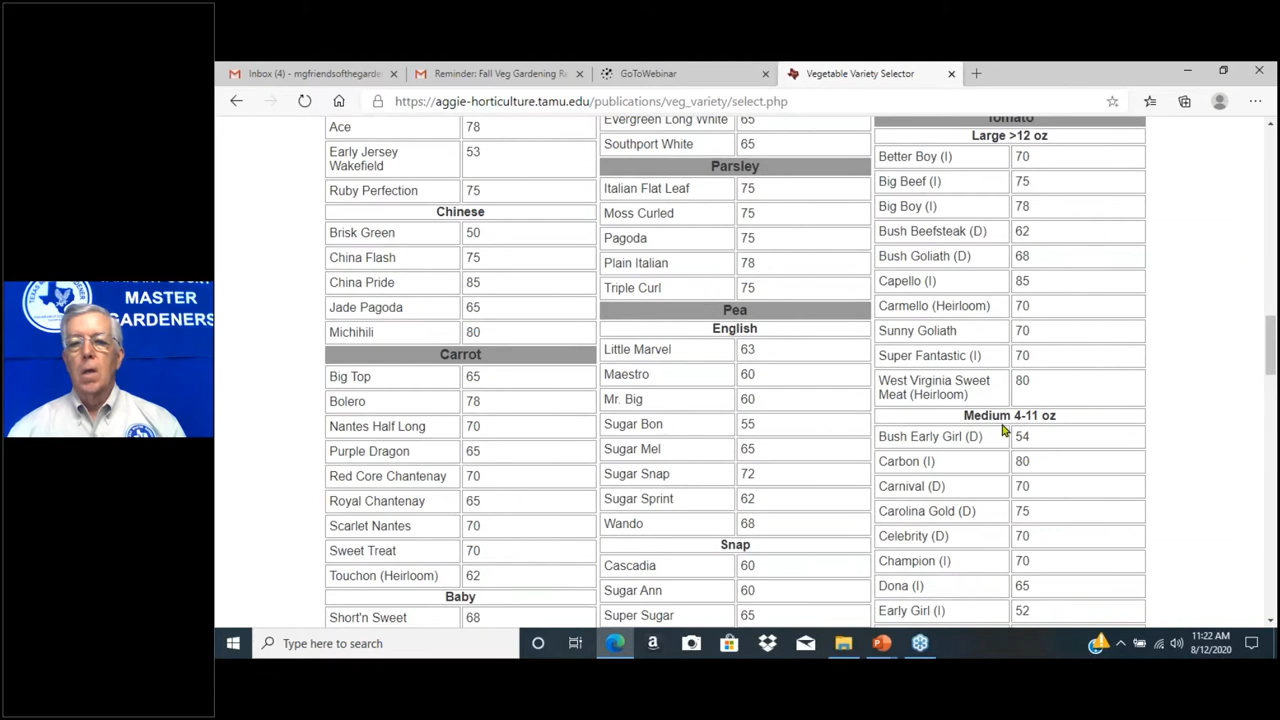 Inbox (4) - mgfriendsofthegarde
Reminder: Fall Veg Gardening R
GoToWebinar
Vegetable Variety Selector
https://aggie-horticulture.tamu.edu/publications/veg_variety/select.php
Ace 78
Early Jersey
Wakefield 53
Ruby Perfection 75
Chinese
Brisk Green 50
China Flash 75
China Pride 85
Jade Pagoda 65
Michihili 80
Carrot
Big Top 65
Bolero 78
Nantes Half Long 70
Purple Dragon 65
Red Core Chantenay 70
Royal Chantenay 65
Scarlet Nantes 70
Sweet Treat 70
Touchon (Heirloom) 62
Baby
Short'n Sweet 68
Evergreen Long White 65
Southport White 65
Parsley
Italian Flat Leaf 75
Moss Curled 75
Pagoda 75
Plain Italian 78
Triple Curl 75
Pea
English
Little Marvel 63
Maestro 60
Mr. Big 60
Sugar Bon 55
Sugar Mel 65
Sugar Snap 72
Sugar Sprint 62
Wando 68
Snap
Cascadia 60
Sugar Ann 60
Super Sugar 65
Tomato
Large >12 oz
Better Boy (I) 70
Big Beef (I) 75
Big Boy (I) 78
Bush Beefsteak (D) 62
Bush Goliath (D) 68
Capello (I) 85
Carmello (Heirloom) 70
Sunny Goliath 70
Super Fantastic (I) 70
West Virginia Sweet
Meat (Heirloom) 80
Medium 4-11 oz
Bush Early Girl (D) 54
Carbon (I) 80
Carnival (D) 70
Carolina Gold (D) 75
Celebrity (D) 70
Champion (I) 70
Dona (I) 65
Early Girl (I) 52
MASTER
GARDENERS
Type here to search
11:22 AM
8/12/2020